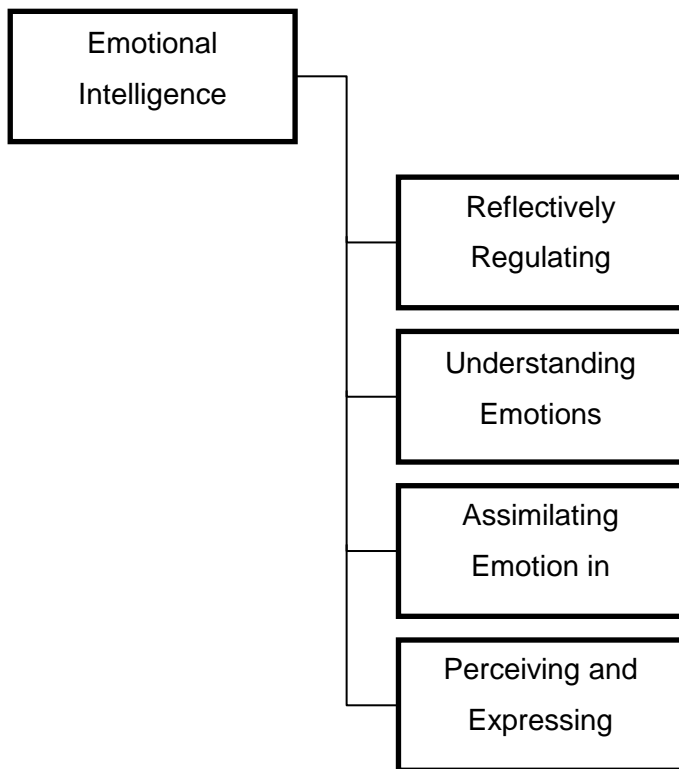 Emotional
Intelligence
Reflectively
Regulating
Understanding
Emotions
Assimilating
Emotion in
Perceiving and
Expressing